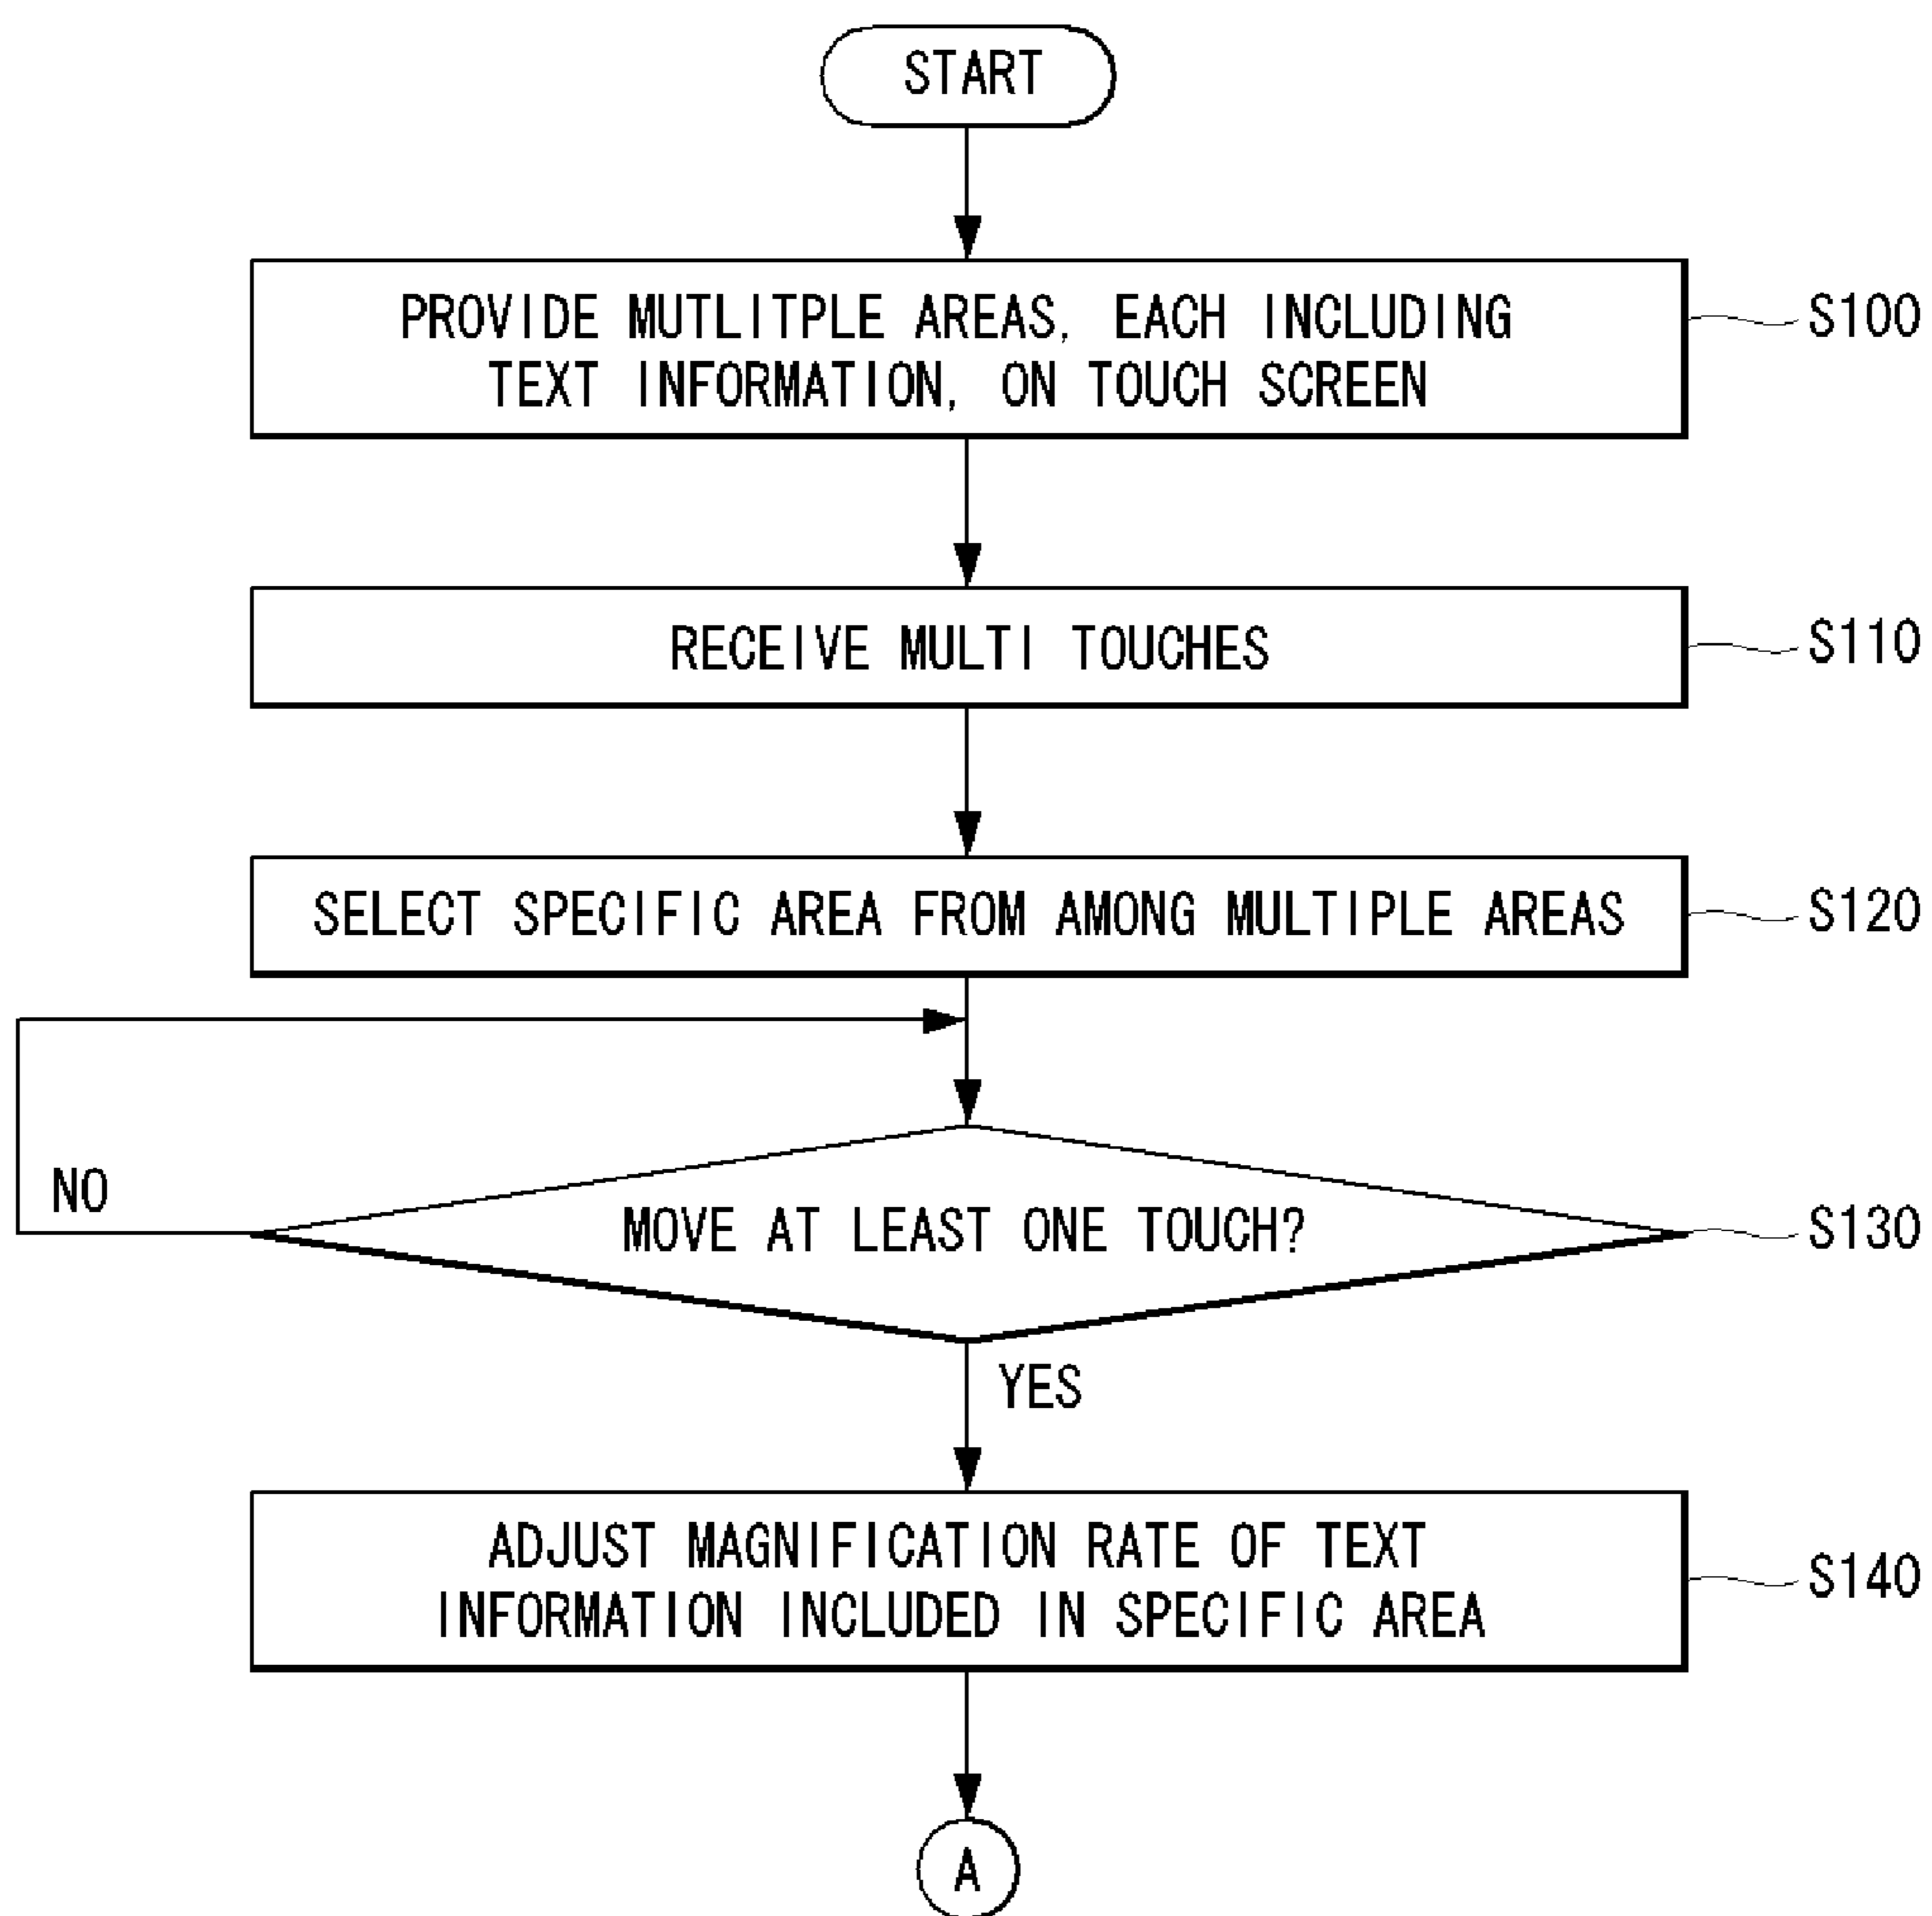 START
PROVIDE MUTLITPLE AREAS, EACH INCLUDING
TEXT INFORMATION, ON TOUCH SCREEN
S100
RECEIVE MULTI TOUCHES
S110
SELECT SPECIFIC AREA FROM AMONG MULTIPLE AREAS
S120
NO
MOVE AT LEAST ONE TOUCH?
S130
YES
ADJUST MAGNIFICATION RATE OF TEXT
INFORMATION INCLUDED IN SPECIFIC AREA
S140
A